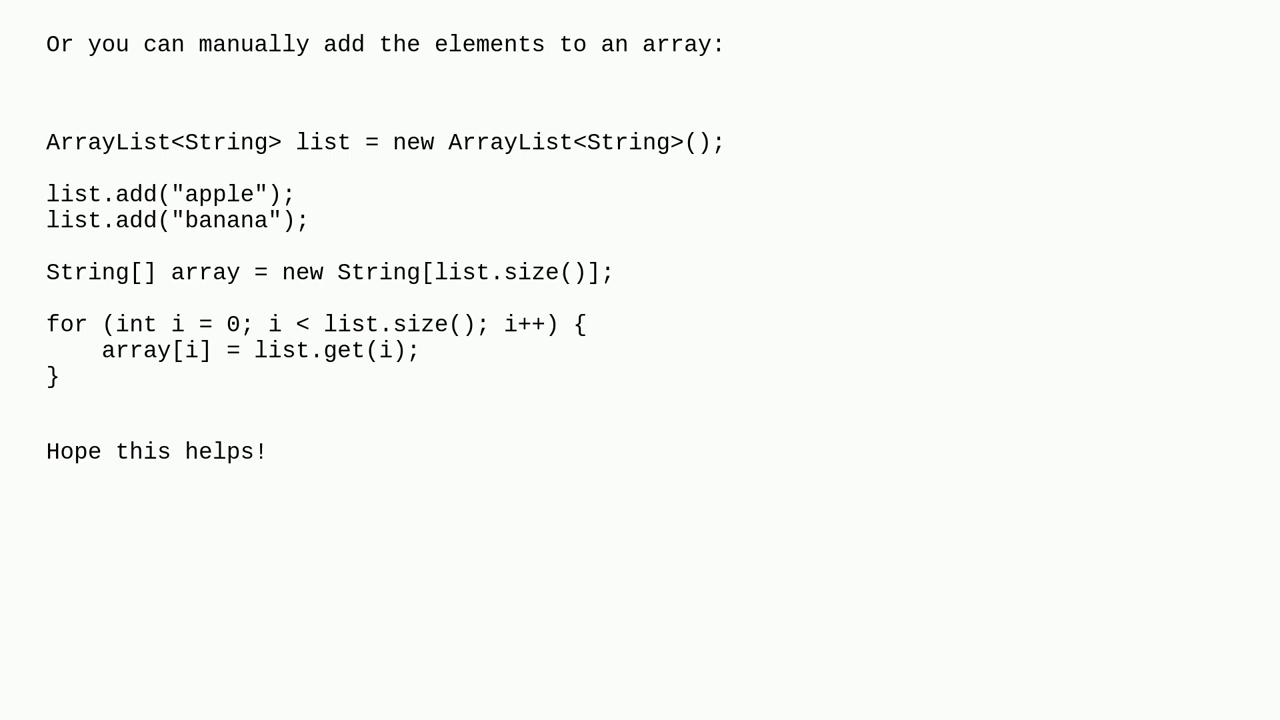 Or you can manually add the elements to an array:
ArrayList<String> list = new ArrayList<String>();
list.add("apple");
list.add("banana");
String[] array = new String[list.size()];
for (int i = 0; i < list.size(); i++) {
    array[i] = list.get(i);
}
Hope this helps!